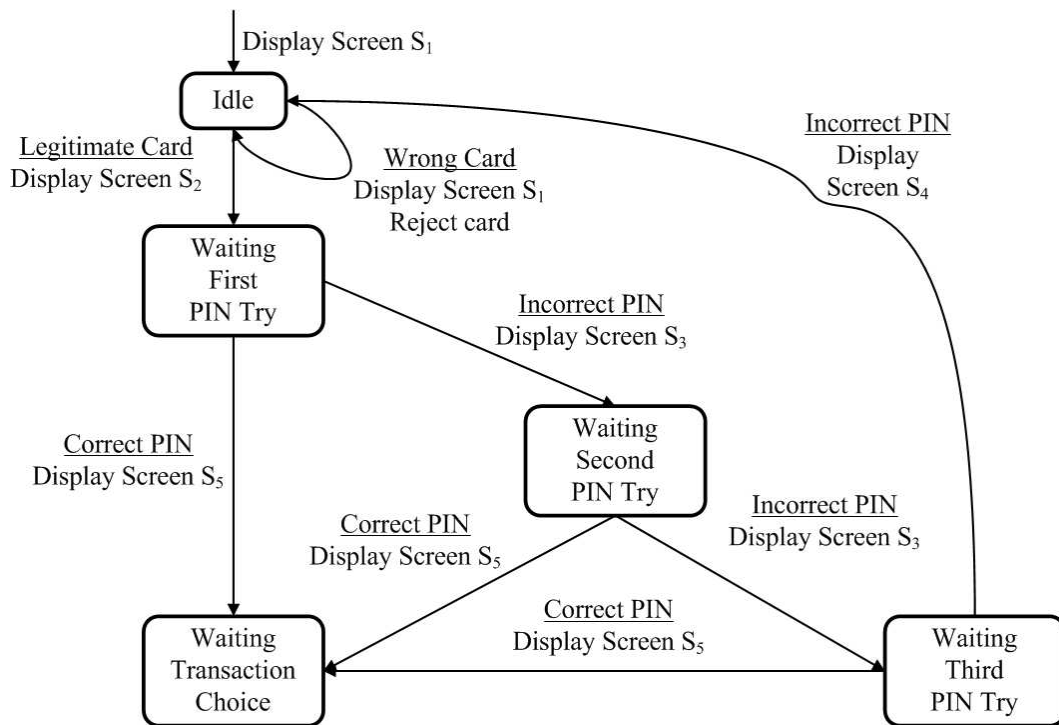 Display Screen S₁
Idle
Legitimate Card
Display Screen S₂
Wrong Card
Display Screen S₁
Reject card
Incorrect PIN
Display
Screen S₄
Waiting
First
PIN Try
Incorrect PIN
Display Screen S₃
Correct PIN
Display Screen S₅
Waiting
Second
PIN Try
Correct PIN
Display Screen S₅
Incorrect PIN
Display Screen S₃
Correct PIN
Display Screen S₅
Waiting
Transaction
Choice
Waiting
Third
PIN Try